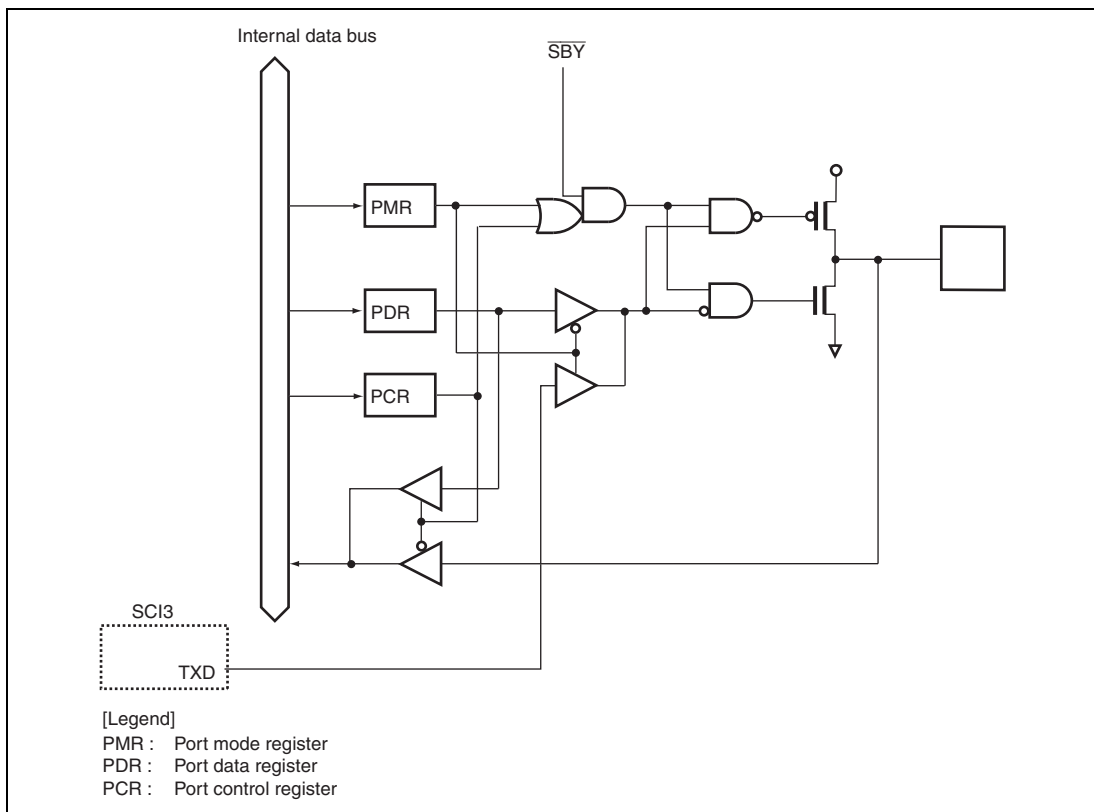 Internal data bus
S̅B̅Y̅
PMR
PDR
PCR
SCI3
TXD
[Legend]
PMR : Port mode register
PDR : Port data register
PCR : Port control register